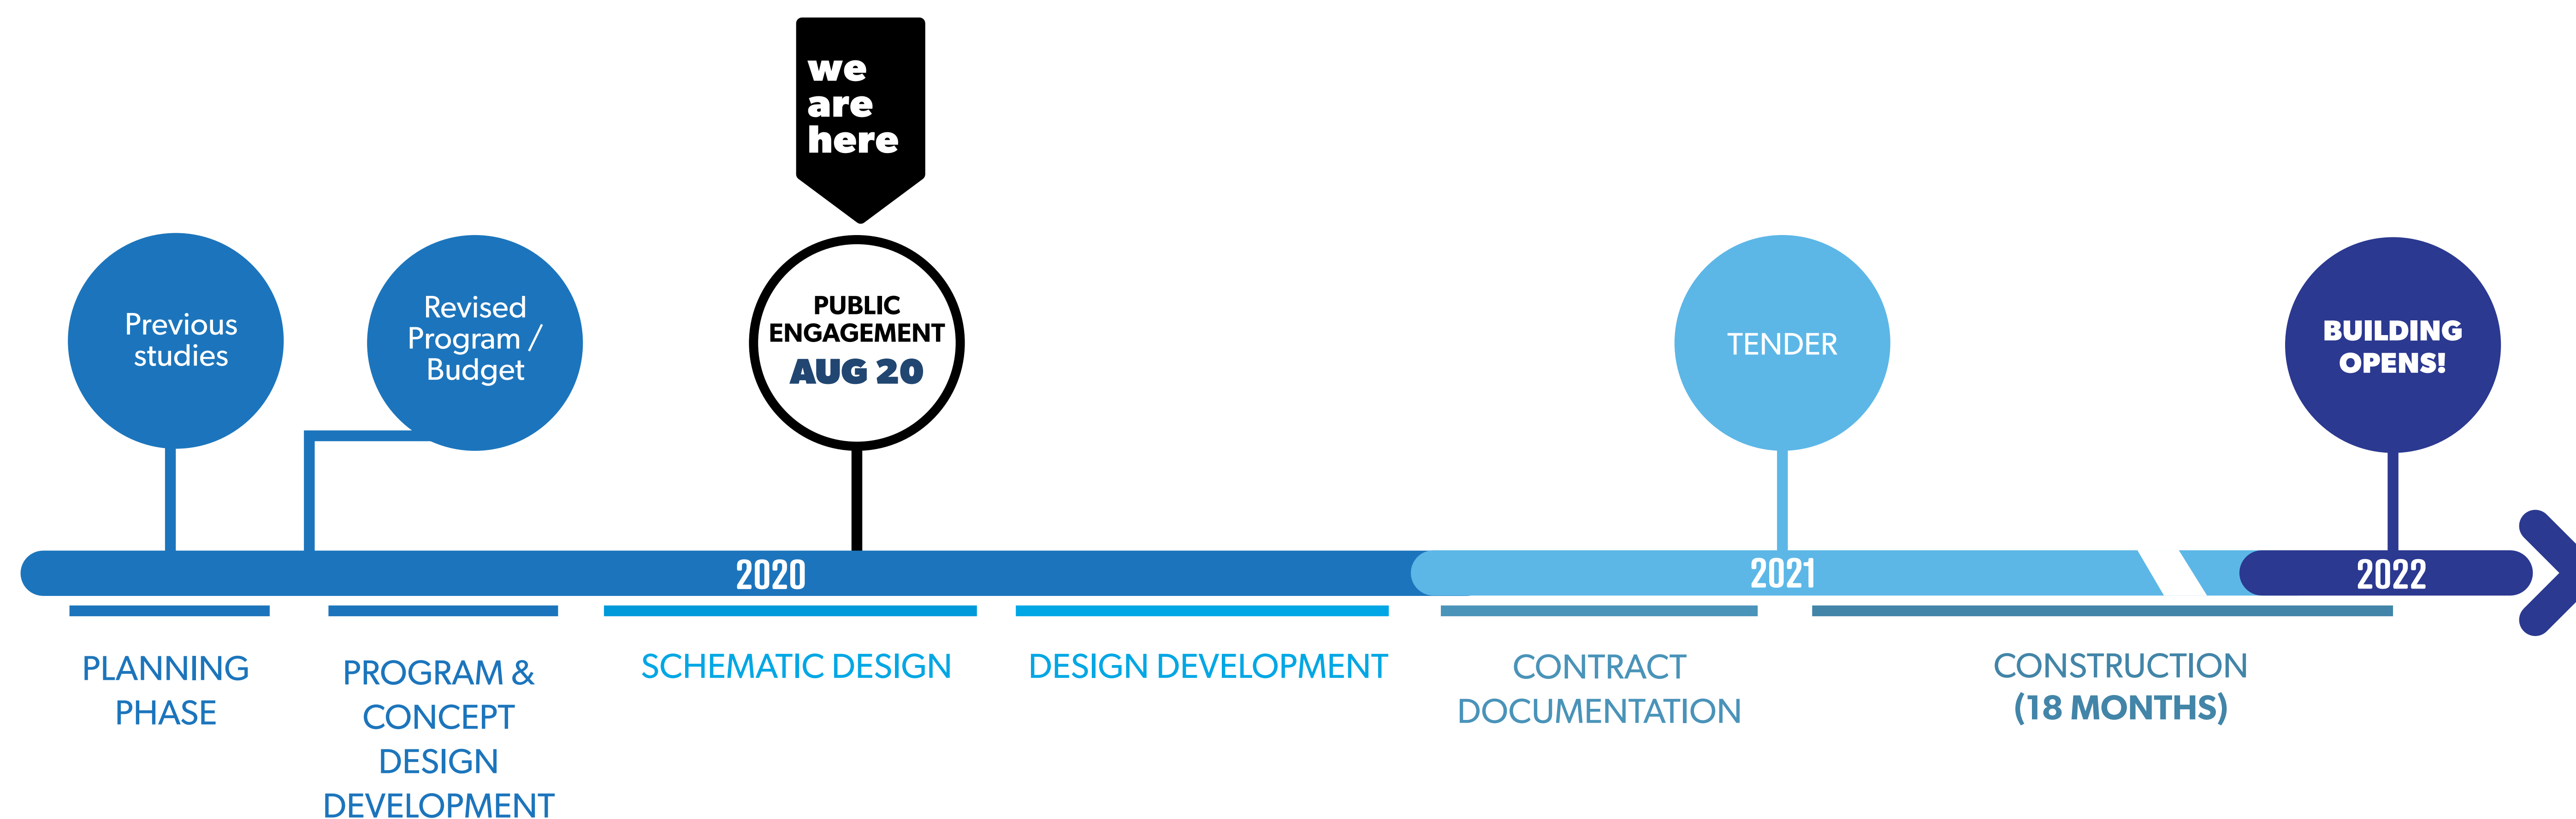 we
are
here
Previous
studies
Revised
Program /
Budget
PUBLIC
ENGAGEMENT
AUG 20
TENDER
BUILDING
OPENS!
2020
2021
2022
PLANNING
PHASE
PROGRAM &
CONCEPT
DESIGN
DEVELOPMENT
SCHEMATIC DESIGN
DESIGN DEVELOPMENT
CONTRACT
DOCUMENTATION
CONSTRUCTION
(18 MONTHS)